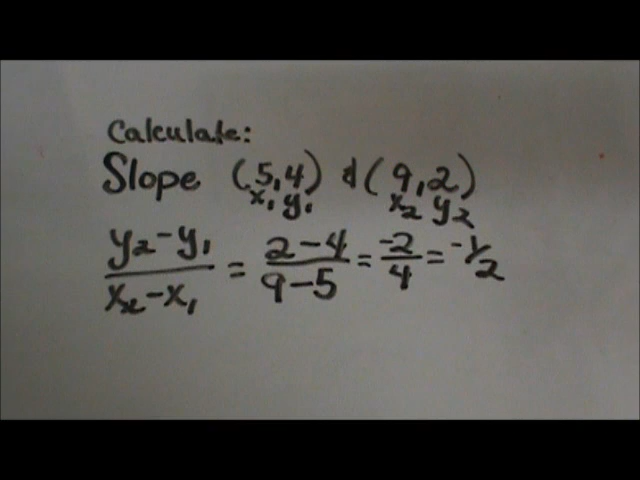 Calculate:
Slope (5,4) & (9,2)
x₁ y₁ x₂ y₂
y₂-y₁/x₂-x₁ = 2-4/9-5 = -2/4 = -1/2